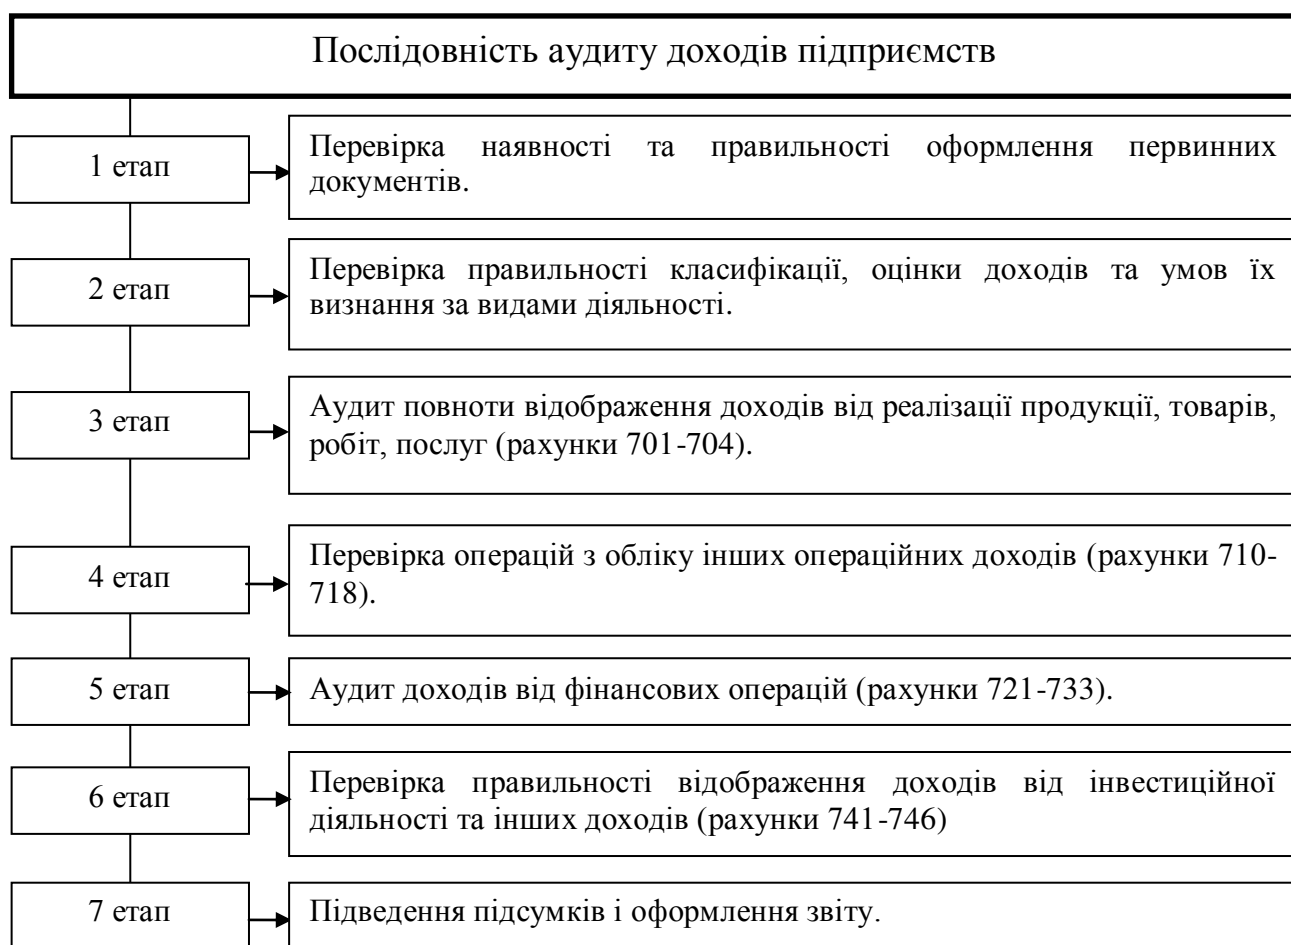 Послідовність аудиту доходів підприємств
1 етап
Перевірка наявності та правильності оформлення первинних
документів.
2 етап
Перевірка правильності класифікації, оцінки доходів та умов їх
визнання за видами діяльності.
3 етап
Аудит повноти відображення доходів від реалізації продукції, товарів,
робіт, послуг (рахунки 701-704).
4 етап
Перевірка операцій з обліку інших операційних доходів (рахунки 710-
718).
5 етап
Аудит доходів від фінансових операцій (рахунки 721-733).
6 етап
Перевірка правильності відображення доходів від інвестиційної
діяльності та інших доходів (рахунки 741-746)
7 етап
Підведення підсумків і оформлення звіту.